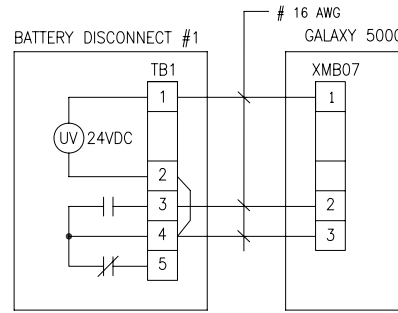 # 16 AWG
BATTERY DISCONNECT #1
GALAXY 5000
TB1
XMB07
1
1
UV 24VDC
2
3
2
4
3
5